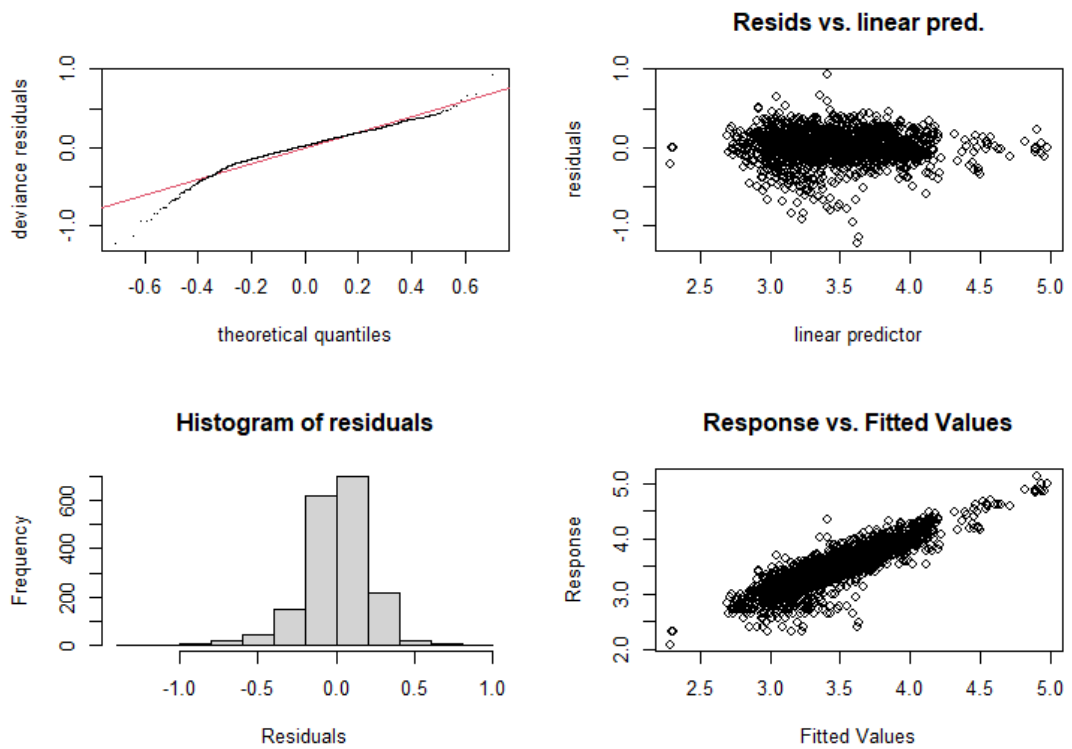 deviance residuals
1.0
0.0
-1.0
-0.6 -0.4 -0.2 0.0 0.2 0.4 0.6
theoretical quantiles
Resids vs. linear pred.
residuals
1.0
0.0
-1.0
2.5 3.0 3.5 4.0 4.5 5.0
linear predictor
Histogram of residuals
Frequency
600
400
200
0
-1.0 -0.5 0.0 0.5 1.0
Residuals
Response vs. Fitted Values
Response
5.0
4.0
3.0
2.0
2.5 3.0 3.5 4.0 4.5 5.0
Fitted Values